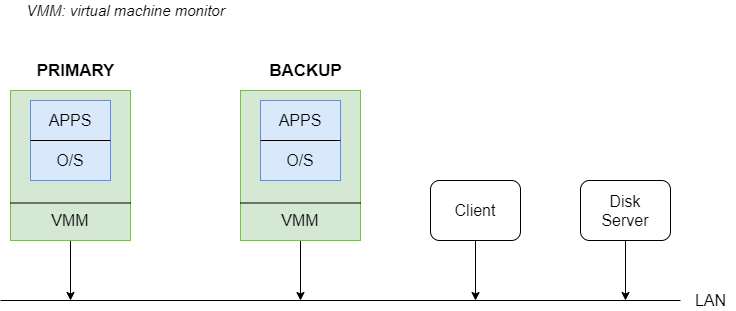 VMM: virtual machine monitor
PRIMARY
BACKUP
APPS
O/S
VMM
APPS
O/S
VMM
Client
Disk
Server
LAN